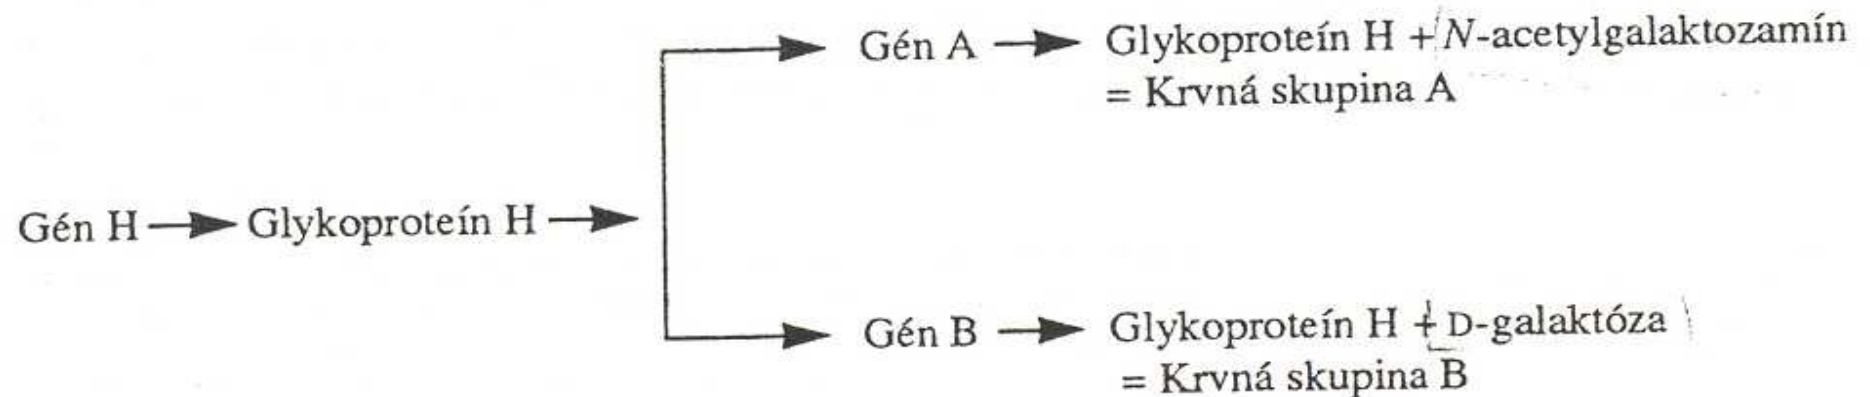 Gén A → Glykoproteín H + N-acetylgalaktozamín
= Krvná skupina A
Gén H → Glykoproteín H →
Gén B → Glykoproteín H + D-galaktóza
= Krvná skupina B